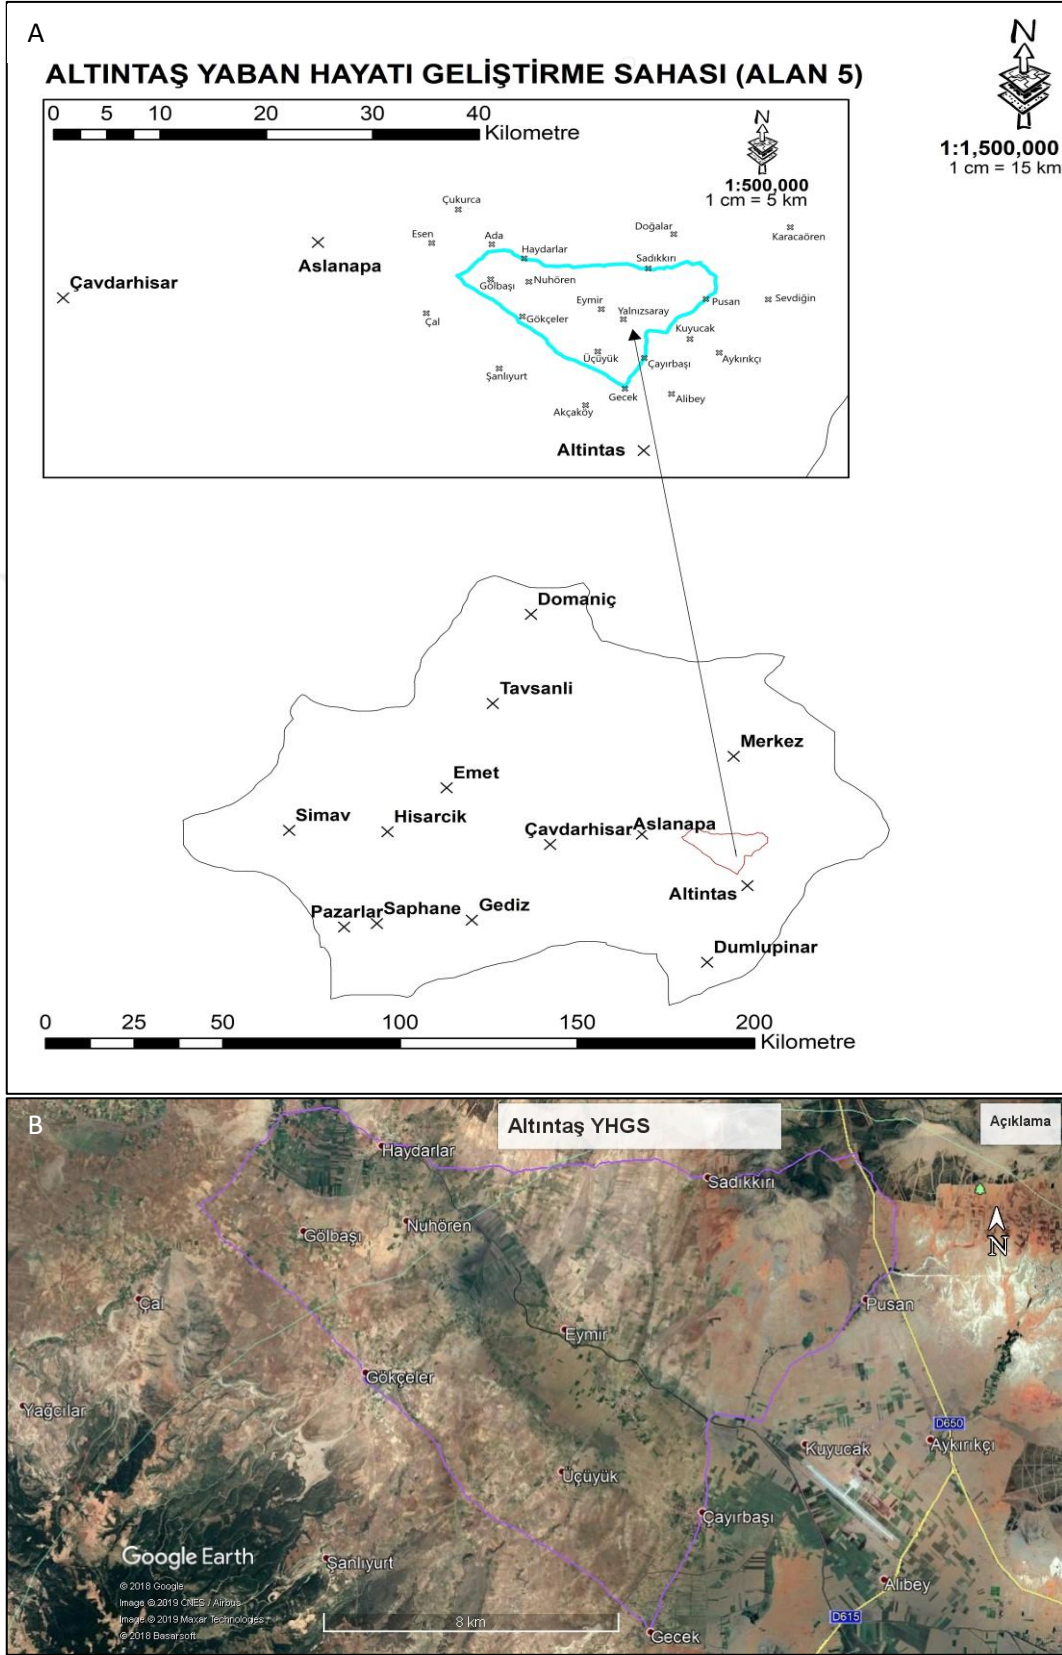 A
ALTINTAŞ YABAN HAYATI GELİŞTİRME SAHASI (ALAN 5)
N
1:1,500,000
1 cm = 15 km
0 5 10 20 30 40
Kilometre
N
1:500,000
1 cm = 5 km
Çukurca
Esen
Ada
Haydarlar
Doğalar
Karacaören
Aslanapa
Sadıkkırı
Çavdarhisar
Gölbaşı
Nuhören
Eymir
Yalnızsaray
Pusan
Sevdiğin
Çal
Gökçeler
Kuyucak
Üçüyük
Çayırbaşı
Aykırıkçı
Şanlıyurt
Gecek
Alibey
Akçaköy
Altintas
Domaniç
Tavsanli
Merkez
Emet
Simav
Hisarcik
Çavdarhisar
Aslanapa
Altintas
Pazarlar
Saphane
Gediz
Dumlupinar
0 25 50 100 150 200
Kilometre
B
Altıntaş YHGS
Açıklama
Haydarlar
Sadıkkırı
N
Gölbaşı
Nuhören
Çal
Pusan
Eymir
Gökçeler
Yağcılar
D650
Kuyucak
Aykırıkçı
Üçüyük
Çayırbaşı
Google Earth
Şanlıyurt
© 2018 Google
Image © 2019 CNES / Airbus
Image © 2019 Maxar Technologies
© 2018 Basarsoft
8 km
Alibey
D615
Gecek